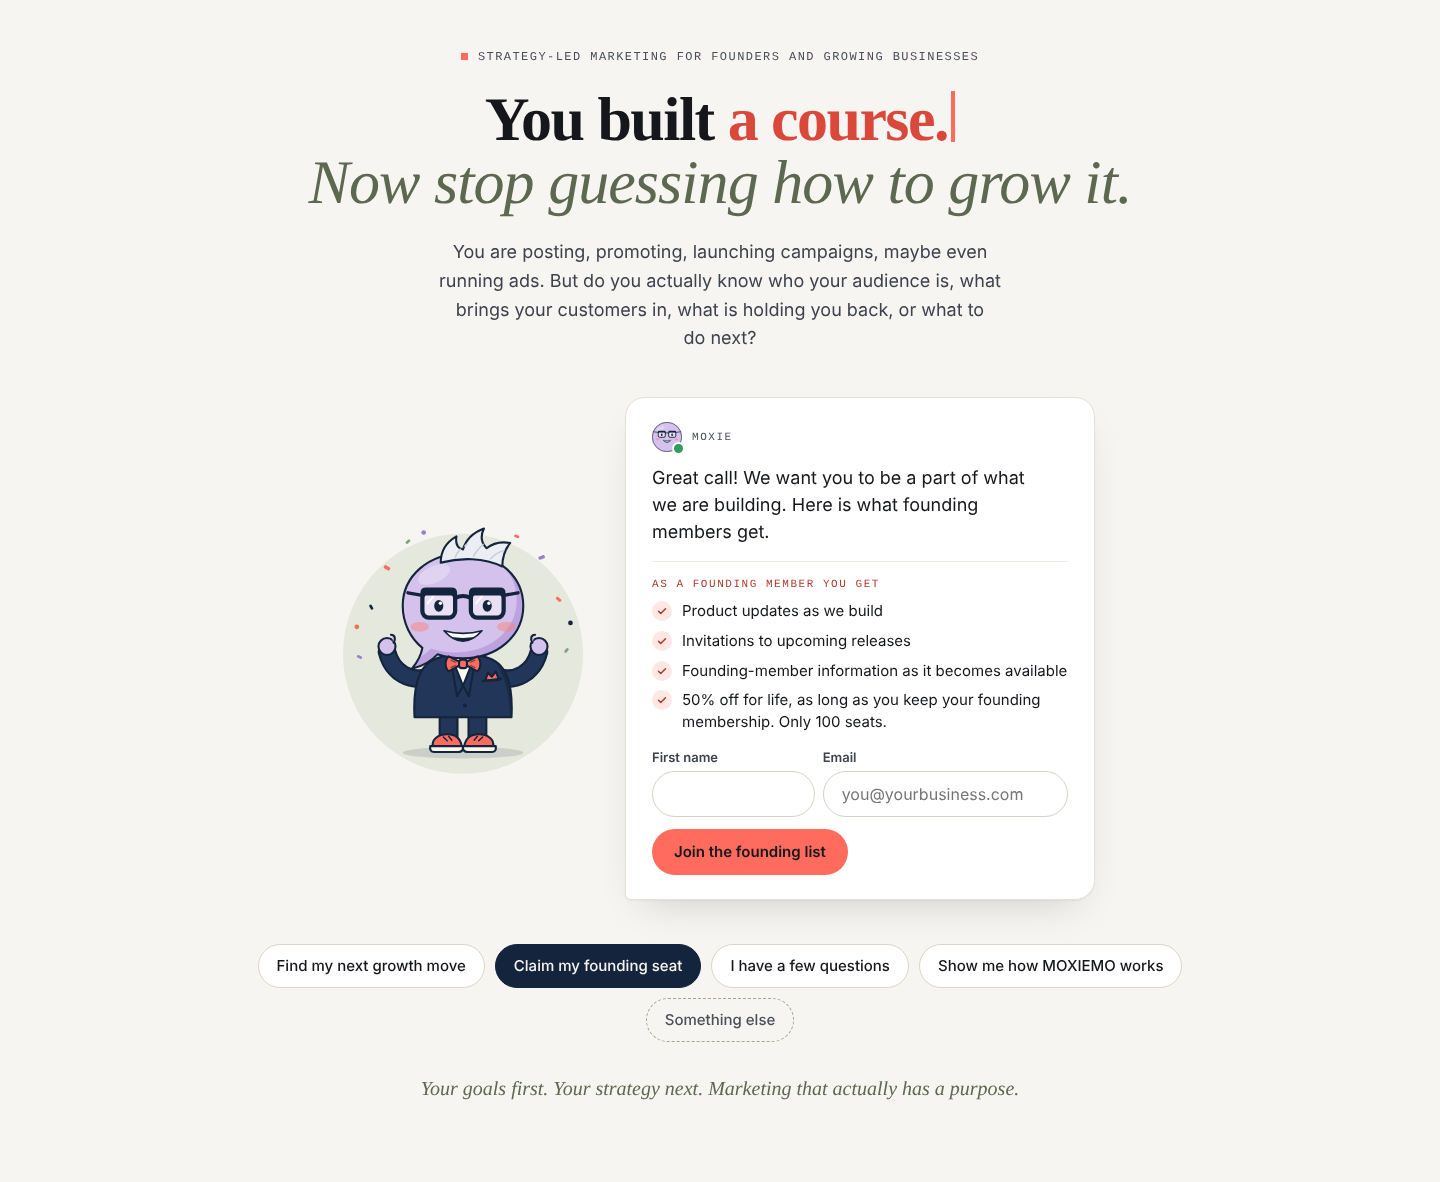 STRATEGY-LED MARKETING FOR FOUNDERS AND GROWING BUSINESSES
You built a course.
Now stop guessing how to grow it.
You are posting, promoting, launching campaigns, maybe even
running ads. But do you actually know who your audience is, what
brings your customers in, what is holding you back, or what to
do next?
MOXIE
Great call! We want you to be a part of what
we are building. Here is what founding
members get.
AS A FOUNDING MEMBER YOU GET
Product updates as we build
Invitations to upcoming releases
Founding-member information as it becomes available
50% off for life, as long as you keep your founding
membership. Only 100 seats.
First name Email
you@yourbusiness.com
Join the founding list
Find my next growth move Claim my founding seat I have a few questions Show me how MOXIEMO works
Something else
Your goals first. Your strategy next. Marketing that actually has a purpose.